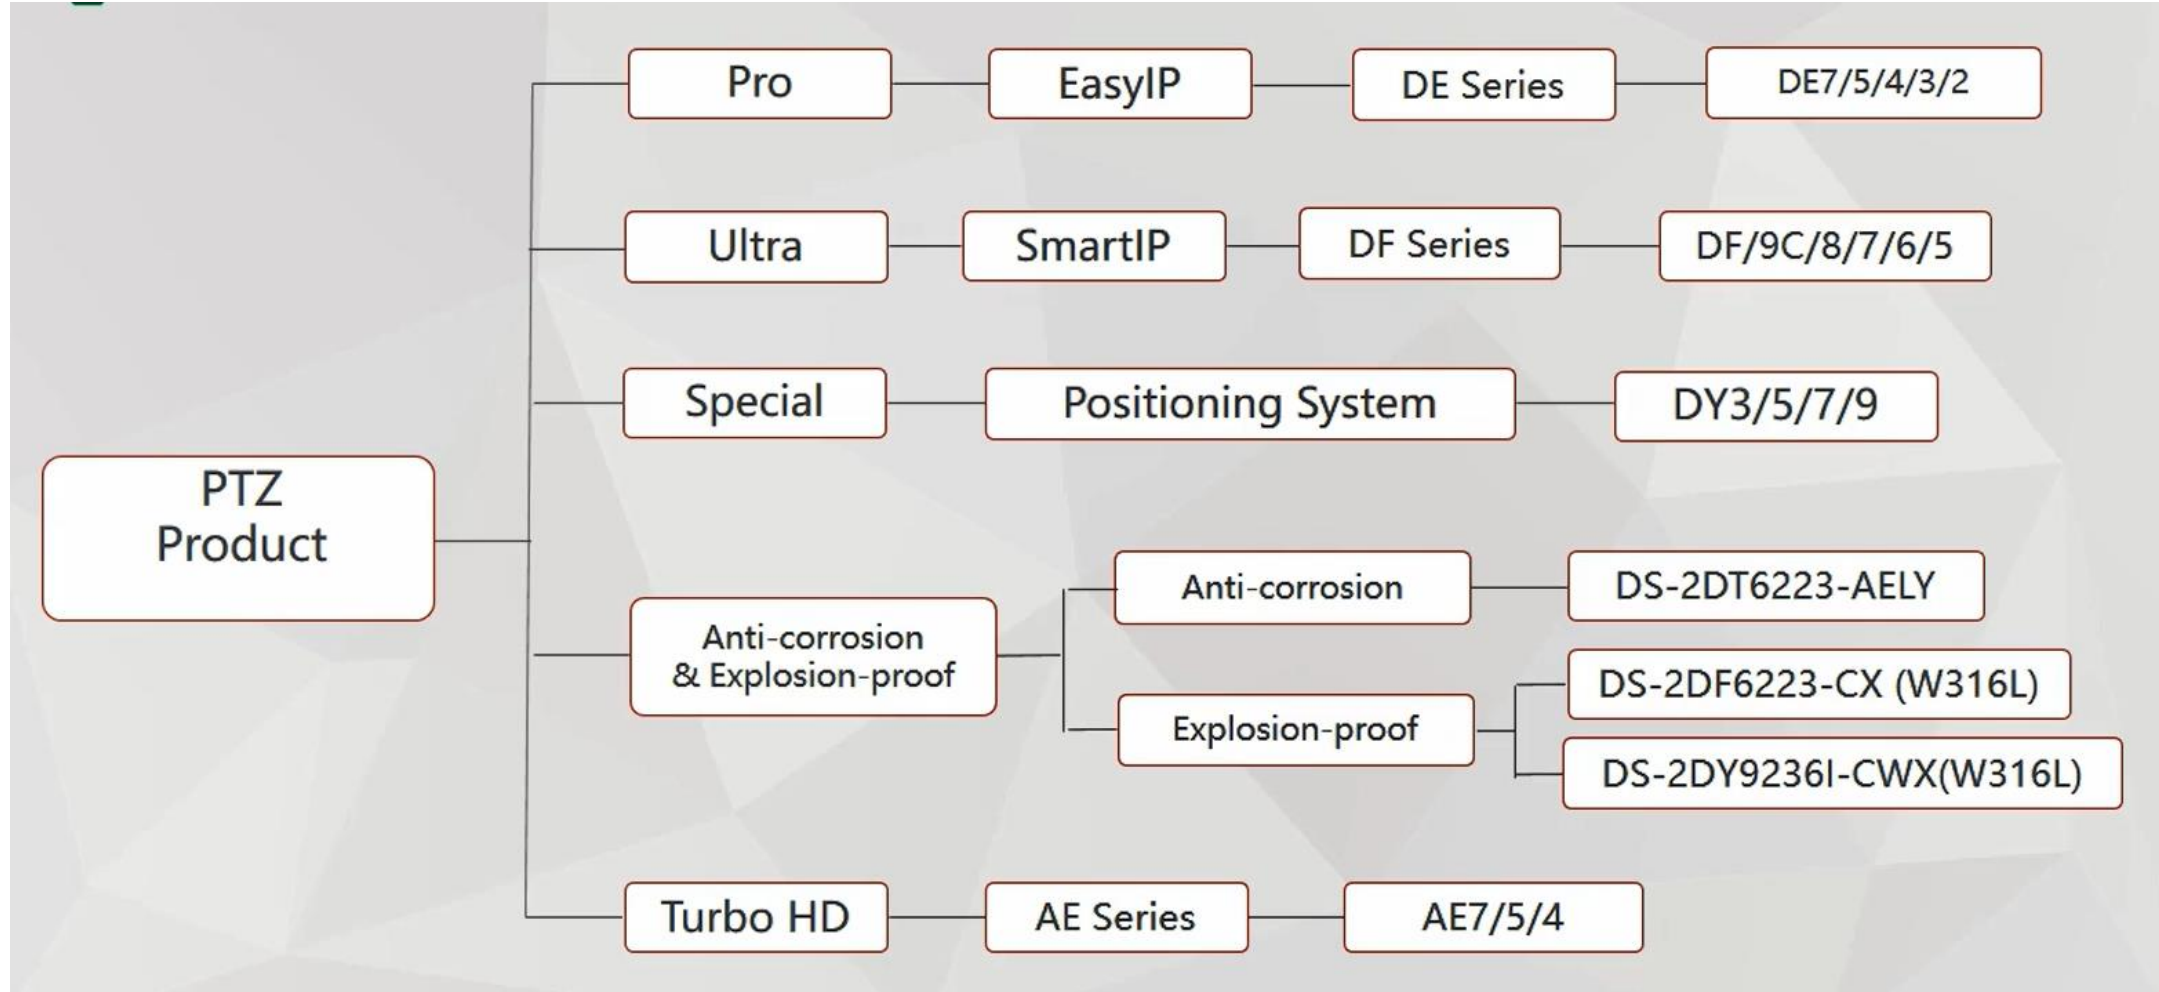 Pro
EasyIP
DE Series
DE7/5/4/3/2
Ultra
SmartIP
DF Series
DF/9C/8/7/6/5
Special
Positioning System
DY3/5/7/9
PTZ
Product
Anti-corrosion
& Explosion-proof
Anti-corrosion
DS-2DT6223-AELY
Explosion-proof
DS-2DF6223-CX (W316L)
DS-2DY9236I-CWX(W316L)
Turbo HD
AE Series
AE7/5/4